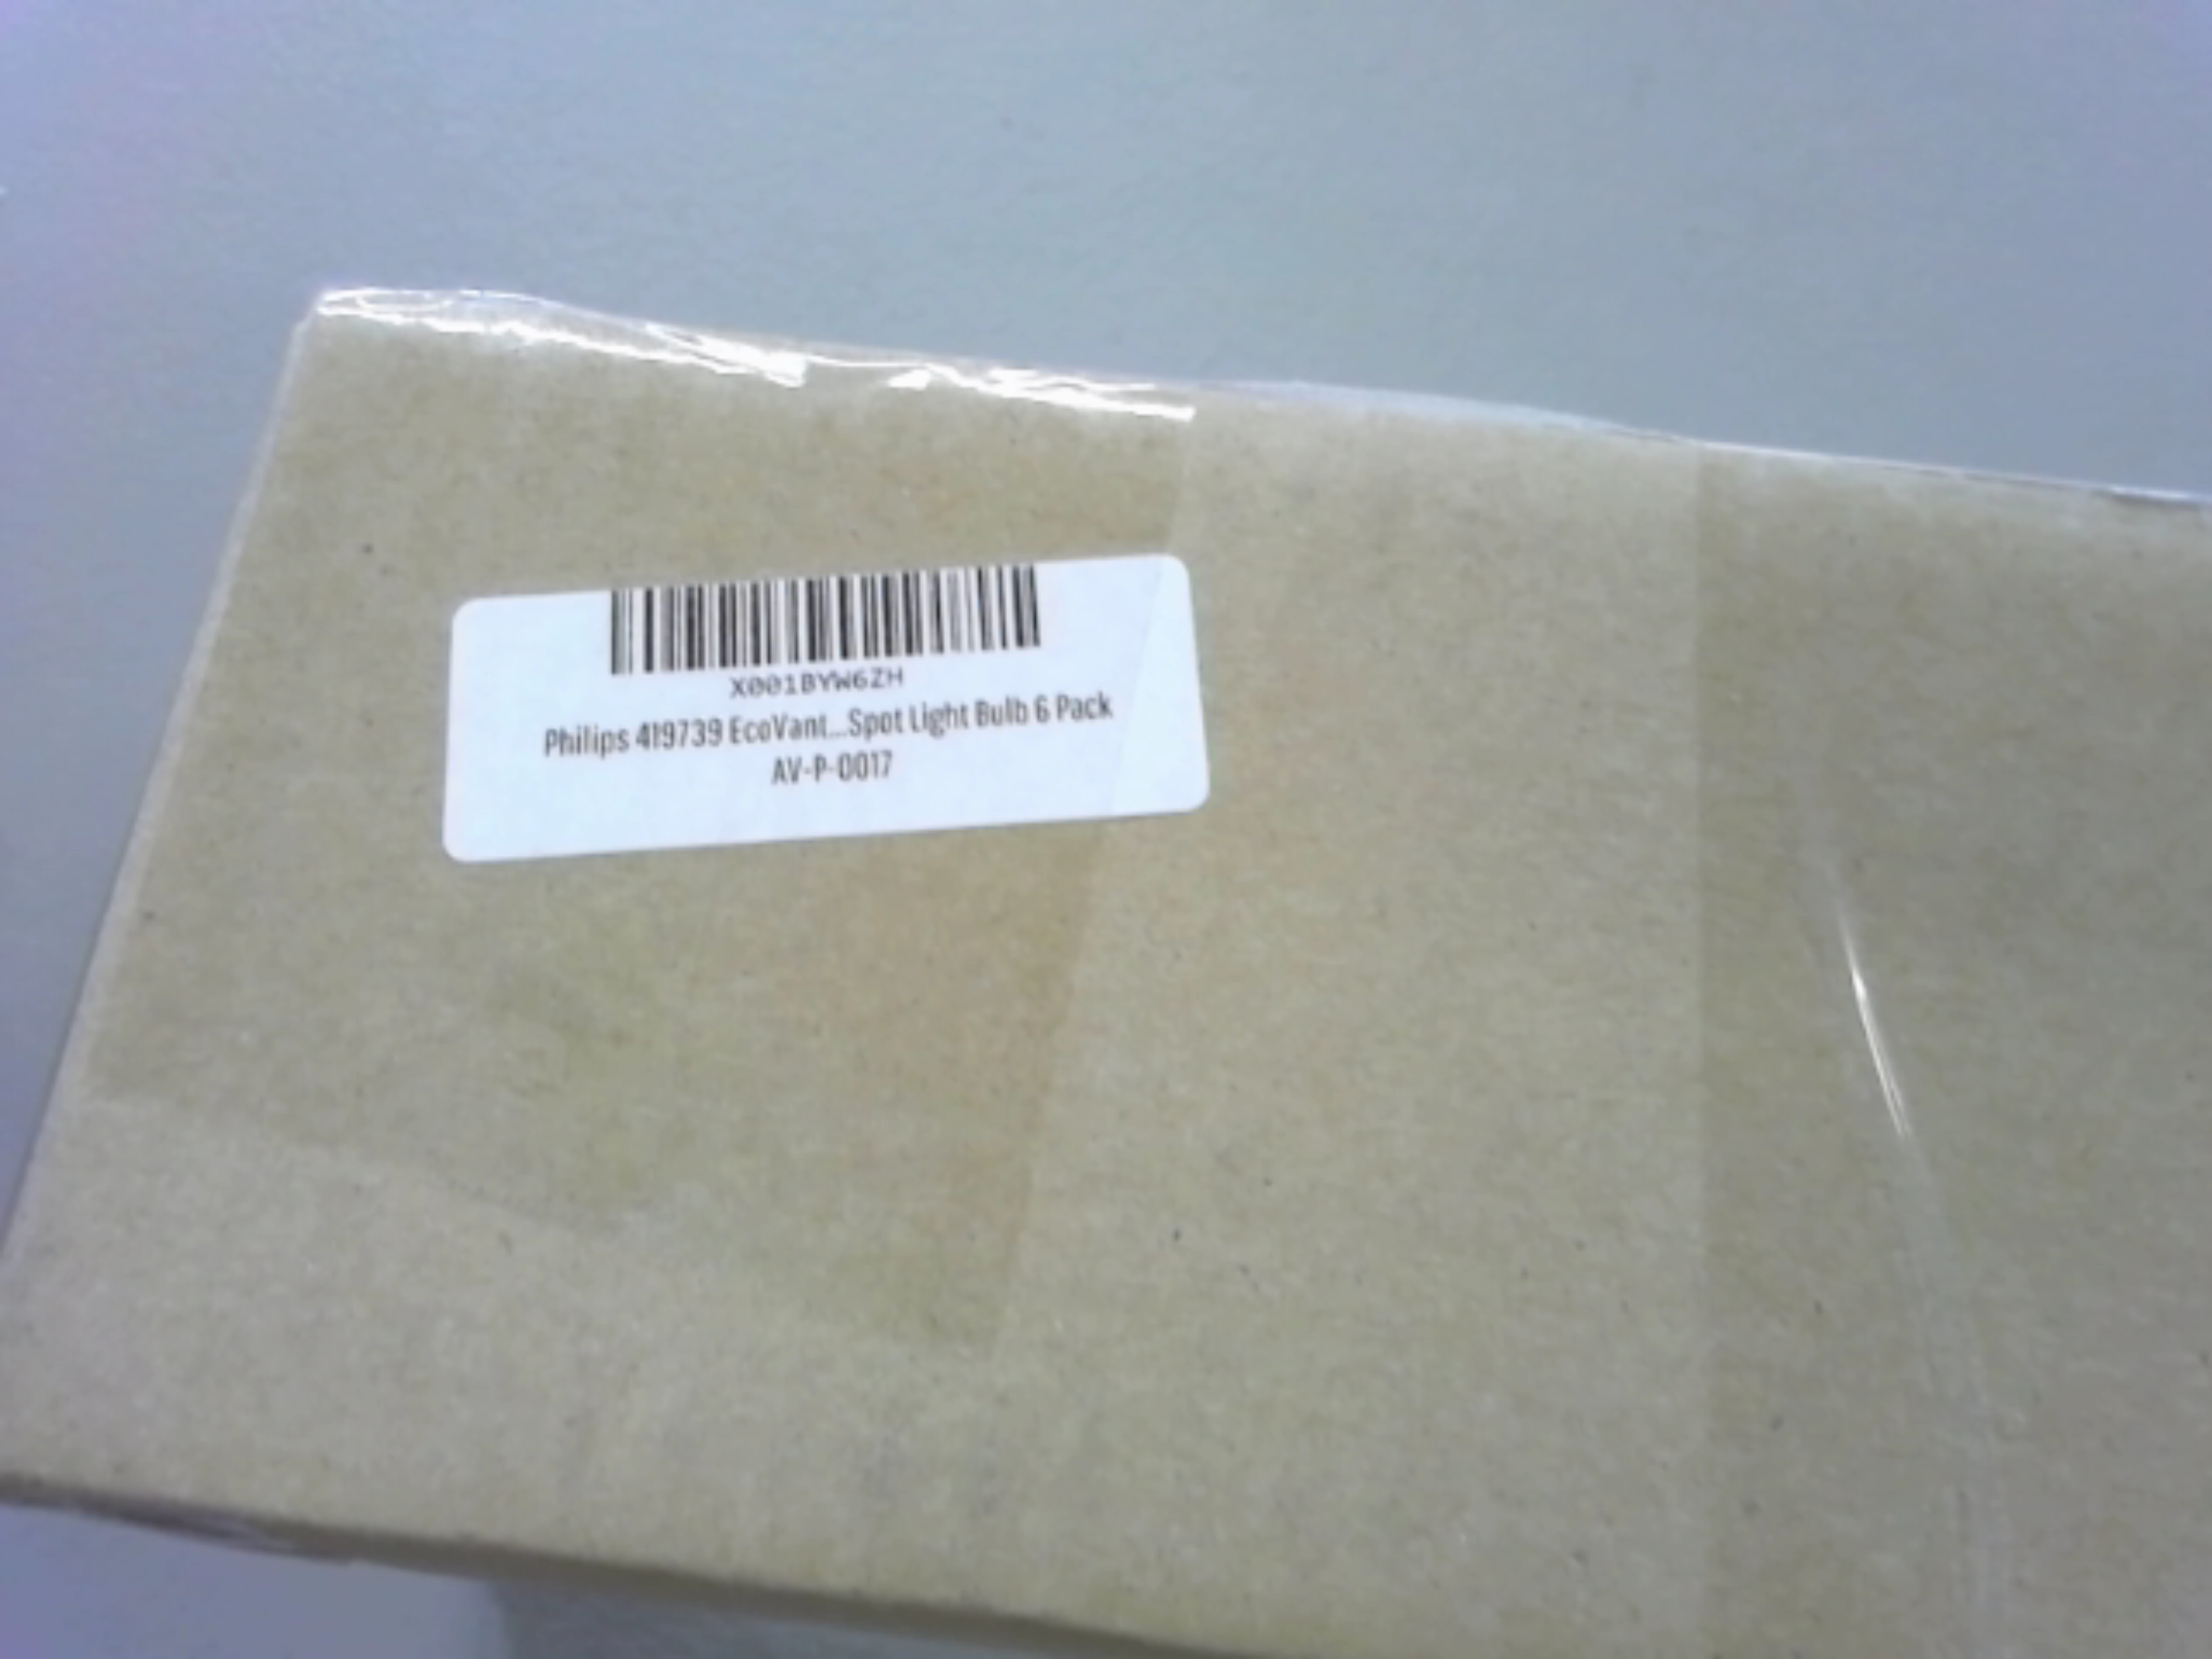 X001BYW6ZH
Philips 419739 EcoVant...Spot Light Bulb 6 Pack
AV-P-0017